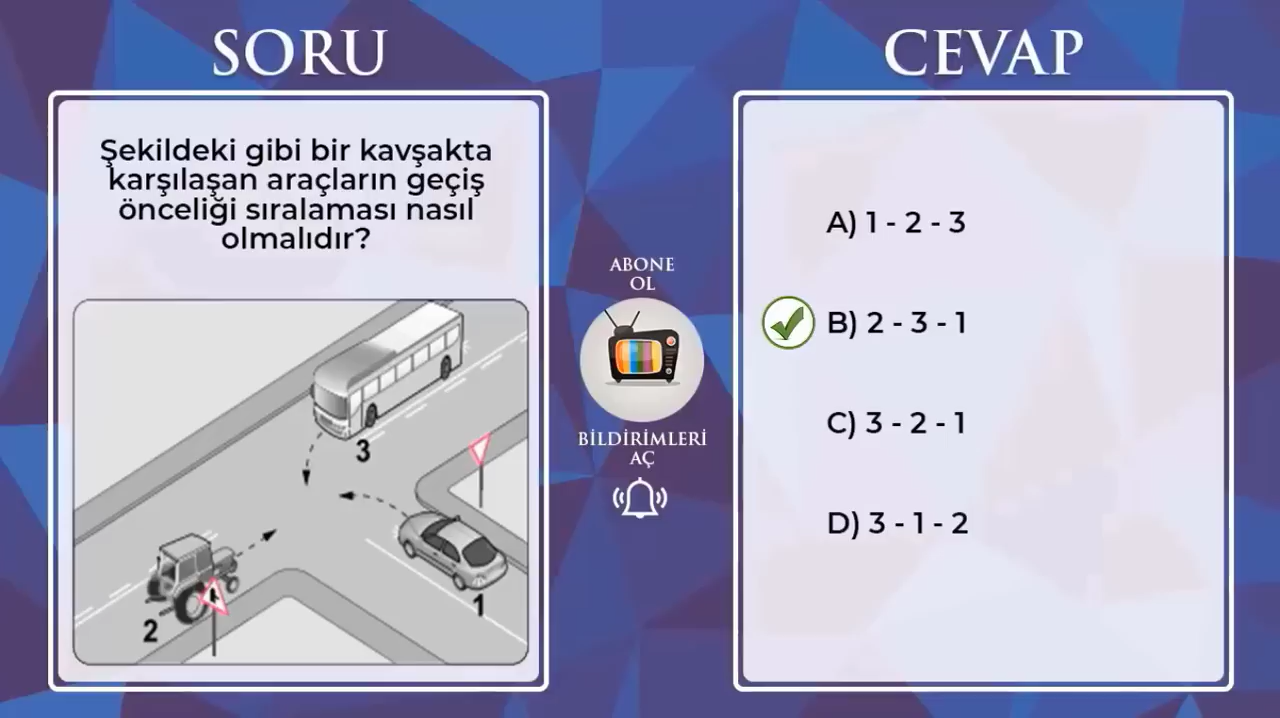 SORU
Şekildeki gibi bir kavşakta
karşılaşan araçların geçiş
önceliği sıralaması nasıl
olmalıdır?
3
2
1
ABONE
OL
BİLDİRİMLERİ
AÇ
CEVAP
A) 1 - 2 - 3
B) 2 - 3 - 1
C) 3 - 2 - 1
D) 3 - 1 - 2